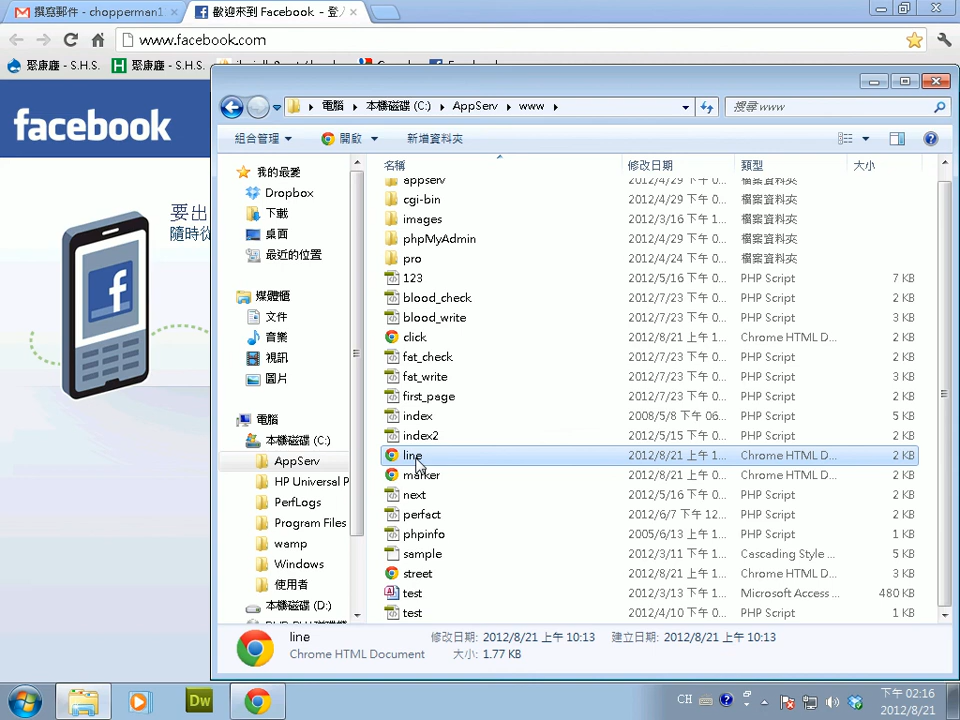 撰寫郵件 - chopperman1 歡迎來到 Facebook - 登入
www.facebook.com
聚康廰 - S.H.S. 聚康廰 - S.H.S.
facebook
要出
隨時從
電腦 本機磁碟 (C:) AppServ www 搜尋 www
組合管理 開啟 新增資料夾
名稱 修改日期 類型 大小
我的最愛
Dropbox
下載
桌面
最近的位置
媒體櫃
文件
音樂
視訊
圖片
電腦
本機磁碟 (C:)
AppServ
HP Universal P
PerfLogs
Program Files
wamp
Windows
使用者
本機磁碟 (D:)
appserv 2012/4/29 下午 0... 檔案資料夾
cgi-bin 2012/4/29 下午 0... 檔案資料夾
images 2012/3/16 下午 1... 檔案資料夾
phpMyAdmin 2012/4/29 下午 0... 檔案資料夾
pro 2012/4/24 下午 0... 檔案資料夾
123 2012/5/16 下午 0... PHP Script 7 KB
blood_check 2012/7/23 下午 0... PHP Script 2 KB
blood_write 2012/7/23 下午 0... PHP Script 3 KB
click 2012/8/21 上午 1... Chrome HTML D... 2 KB
fat_check 2012/7/23 下午 0... PHP Script 2 KB
fat_write 2012/7/23 下午 0... PHP Script 3 KB
first_page 2012/7/23 下午 0... PHP Script 2 KB
index 2008/5/8 下午 06... PHP Script 5 KB
index2 2012/5/15 下午 0... PHP Script 2 KB
line 2012/8/21 上午 1... Chrome HTML D... 2 KB
marker 2012/8/21 上午 1... Chrome HTML D... 2 KB
next 2012/5/16 下午 0... PHP Script 2 KB
perfact 2012/6/7 下午 12... PHP Script 2 KB
phpinfo 2005/6/13 上午 1... PHP Script 1 KB
sample 2012/3/11 下午 1... Cascading Style ... 5 KB
street 2012/8/21 上午 1... Chrome HTML D... 3 KB
test 2012/3/13 下午 1... Microsoft Access ... 480 KB
test 2012/4/10 下午 0... PHP Script 1 KB
line 修改日期: 2012/8/21 上午 10:13 建立日期: 2012/8/21 上午 10:13
Chrome HTML Document 大小: 1.77 KB
Dw CH 下午 02:16
2012/8/21